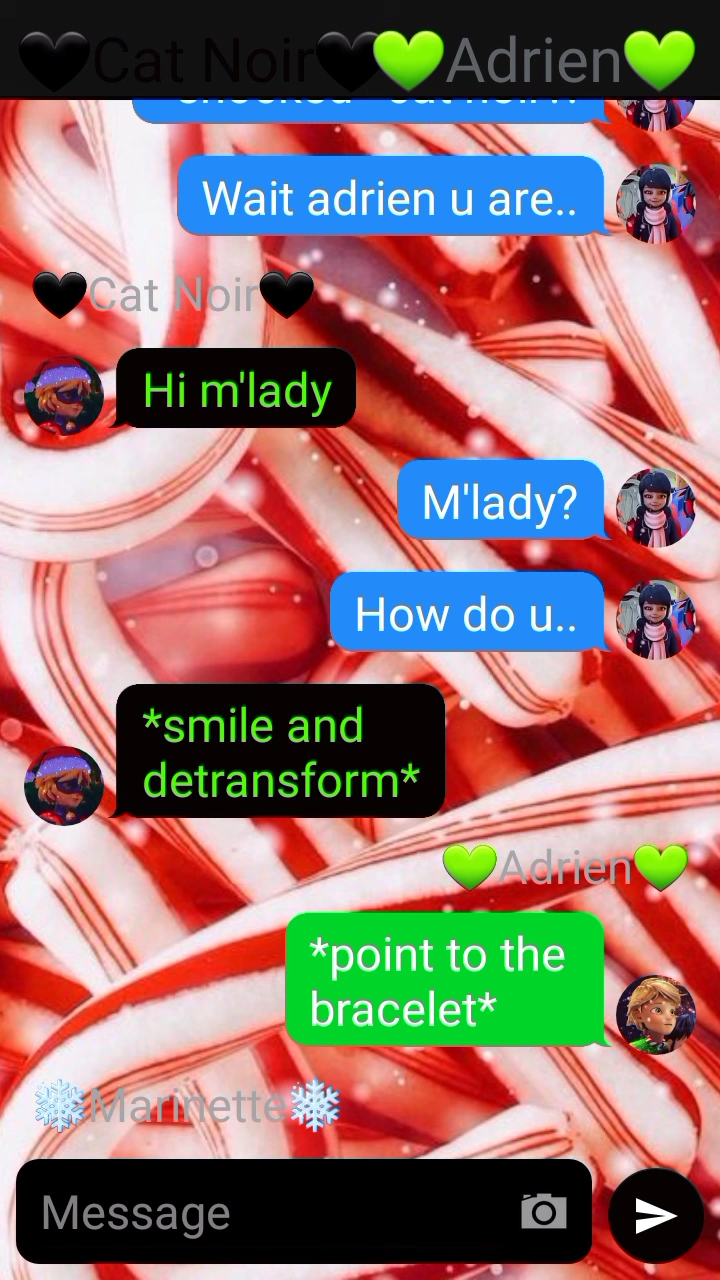 🖤Cat Noir🖤💚Adrien💚
Wait adrien u are..
🖤Cat Noir🖤
Hi m'lady
M'lady?
How do u..
*smile and
detransform*
💚Adrien💚
*point to the
bracelet*
❄Marinette❄
Message